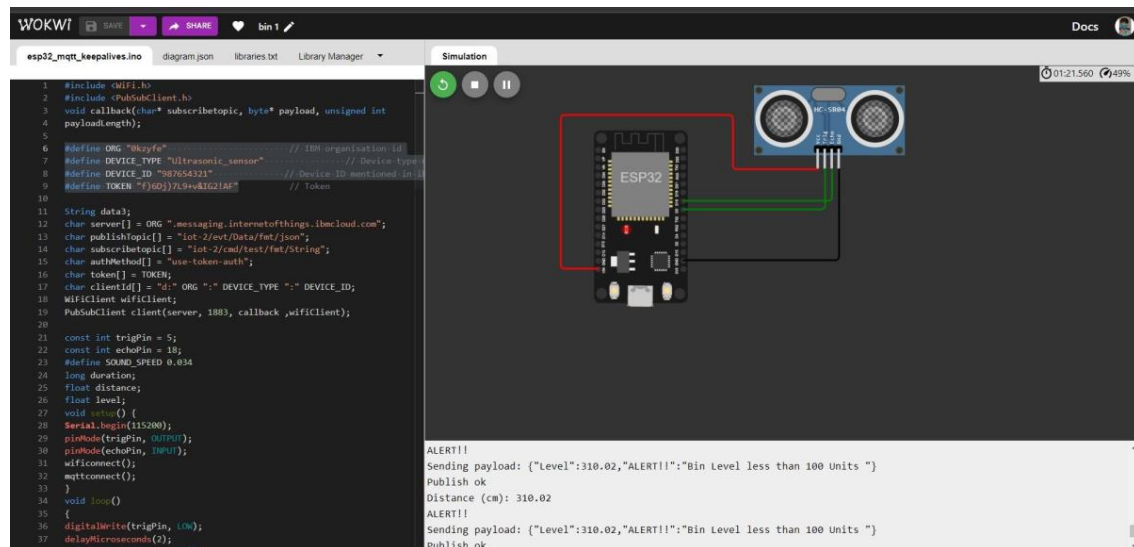 WOKWI SAVE SHARE bin 1 Docs
esp32_mqtt_keepalives.ino diagram.json libraries.txt Library Manager
Simulation
01:21.560 49%
1 #include <WiFi.h>
2 #include <PubSubClient.h>
3 void callback(char* subscribetopic, byte* payload, unsigned int
4 payloadLength);
5
6 #define ORG "0kzyfe" // IBM organisation id
7 #define DEVICE_TYPE "Ultrasonic_sensor" // Device type
8 #define DEVICE_ID "987654321" // Device ID mentioned in
9 #define TOKEN "f)6Dj)7L9+v&IG2!AF" // Token
10
11 String data3;
12 char server[] = ORG ".messaging.internetofthings.ibmcloud.com";
13 char publishTopic[] = "iot-2/evt/Data/fmt/json";
14 char subscribetopic[] = "iot-2/cmd/test/fmt/String";
15 char authMethod[] = "use-token-auth";
16 char token[] = TOKEN;
17 char clientId[] = "d:" ORG ":" DEVICE_TYPE ":" DEVICE_ID;
18 WiFiClient wifiClient;
19 PubSubClient client(server, 1883, callback ,wifiClient);
20
21 const int trigPin = 5;
22 const int echoPin = 18;
23 #define SOUND_SPEED 0.034
24 long duration;
25 float distance;
26 float level;
27 void setup() {
28 Serial.begin(115200);
29 pinMode(trigPin, OUTPUT);
30 pinMode(echoPin, INPUT);
31 wificonnect();
32 mqttconnect();
33 }
34 void loop()
35 {
36 digitalWrite(trigPin, LOW);
37 delayMicroseconds(2);
HC-SR04
Vcc
Trig
Echo
Gnd
ESP32
ALERT!!
Sending payload: {"Level":310.02,"ALERT!!":"Bin Level less than 100 Units "}
Publish ok
Distance (cm): 310.02
ALERT!!
Sending payload: {"Level":310.02,"ALERT!!":"Bin Level less than 100 Units "}
Publish ok